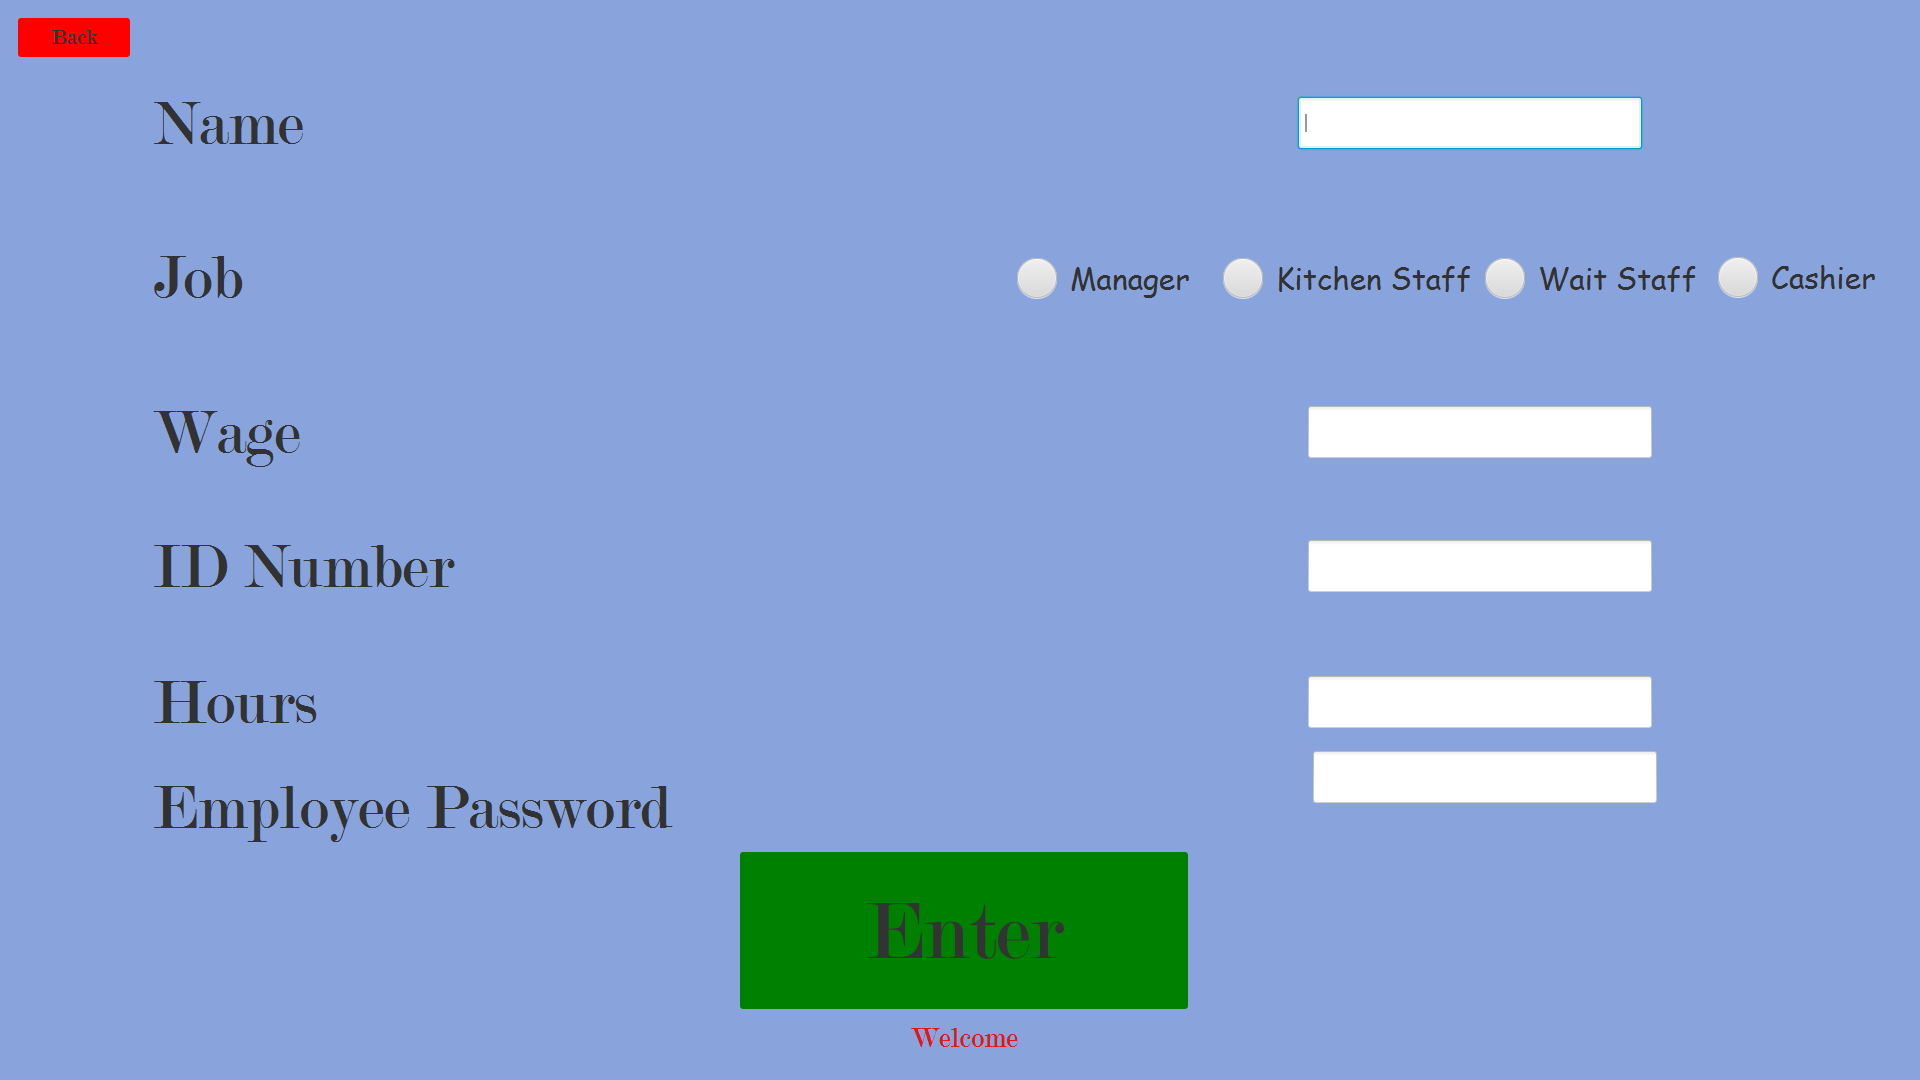 Back
Name
Job
Manager Kitchen Staff Wait Staff Cashier
Wage
ID Number
Hours
Employee Password
Enter
Welcome